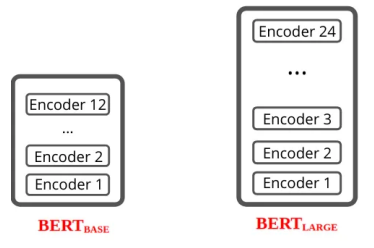 Encoder 12
...
Encoder 2
Encoder 1
BERTBASE
Encoder 24
...
Encoder 3
Encoder 2
Encoder 1
BERTLARGE